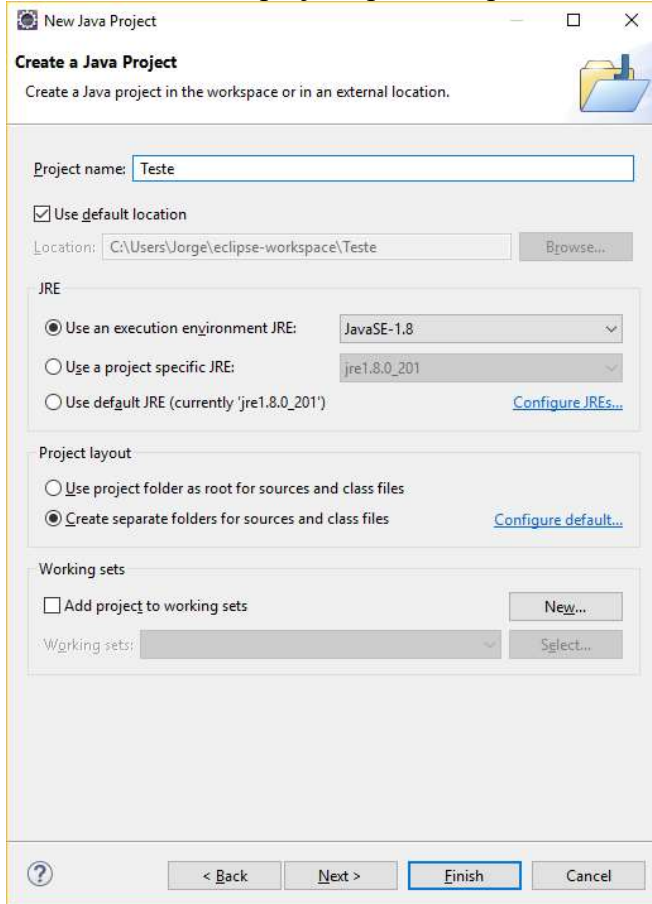 New Java Project
Create a Java Project
Create a Java project in the workspace or in an external location.
Project name: Teste
Use default location
Location: C:\Users\Jorge\eclipse-workspace\Teste Browse...
JRE
Use an execution environment JRE: JavaSE-1.8
Use a project specific JRE: jre1.8.0_201
Use default JRE (currently 'jre1.8.0_201') Configure JREs...
Project layout
Use project folder as root for sources and class files
Create separate folders for sources and class files Configure default...
Working sets
Add project to working sets New...
Working sets: Select...
? < Back Next > Finish Cancel